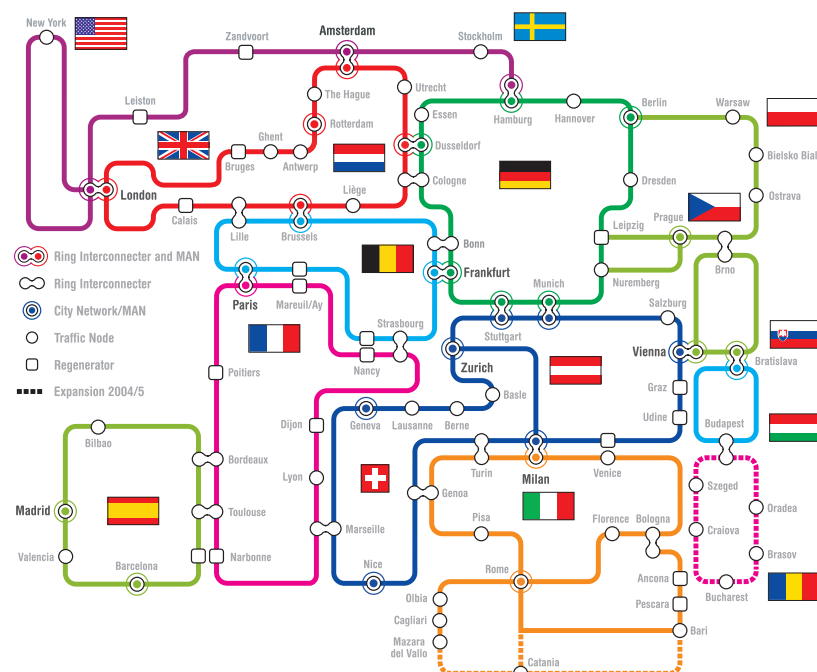 New York
Zandvoort
Amsterdam
Stockholm
Leiston
The Hague
Utrecht
Rotterdam
Essen
Hamburg
Hannover
Berlin
Warsaw
Ghent
Bruges
Antwerp
Dusseldorf
Bielsko Bial
London
Cologne
Dresden
Ostrava
Calais
Liège
Lille
Brussels
Leipzig
Prague
Bonn
Brno
Ring Interconnecter and MAN
Ring Interconnecter
City Network/MAN
Traffic Node
Regenerator
Expansion 2004/5
Frankfurt
Nuremberg
Munich
Paris
Mareuil/Ay
Salzburg
Strasbourg
Stuttgart
Nancy
Zurich
Vienna
Bratislava
Poitiers
Basle
Graz
Geneva
Lausanne
Berne
Udine
Dijon
Budapest
Bilbao
Bordeaux
Lyon
Turin
Milan
Venice
Szeged
Genoa
Madrid
Toulouse
Marseille
Pisa
Florence
Bologna
Oradea
Craiova
Valencia
Barcelona
Narbonne
Nice
Rome
Ancona
Brasov
Bucharest
Olbia
Pescara
Cagliari
Mazara
del Vallo
Bari
Catania